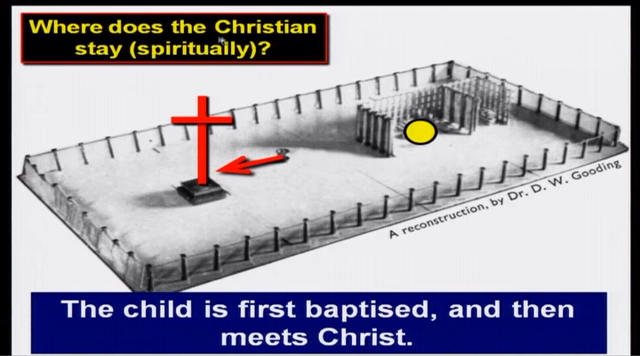 Where does the Christian
stay (spiritually)?
A reconstruction, by Dr. D. W. Gooding
The child is first baptised, and then
meets Christ.